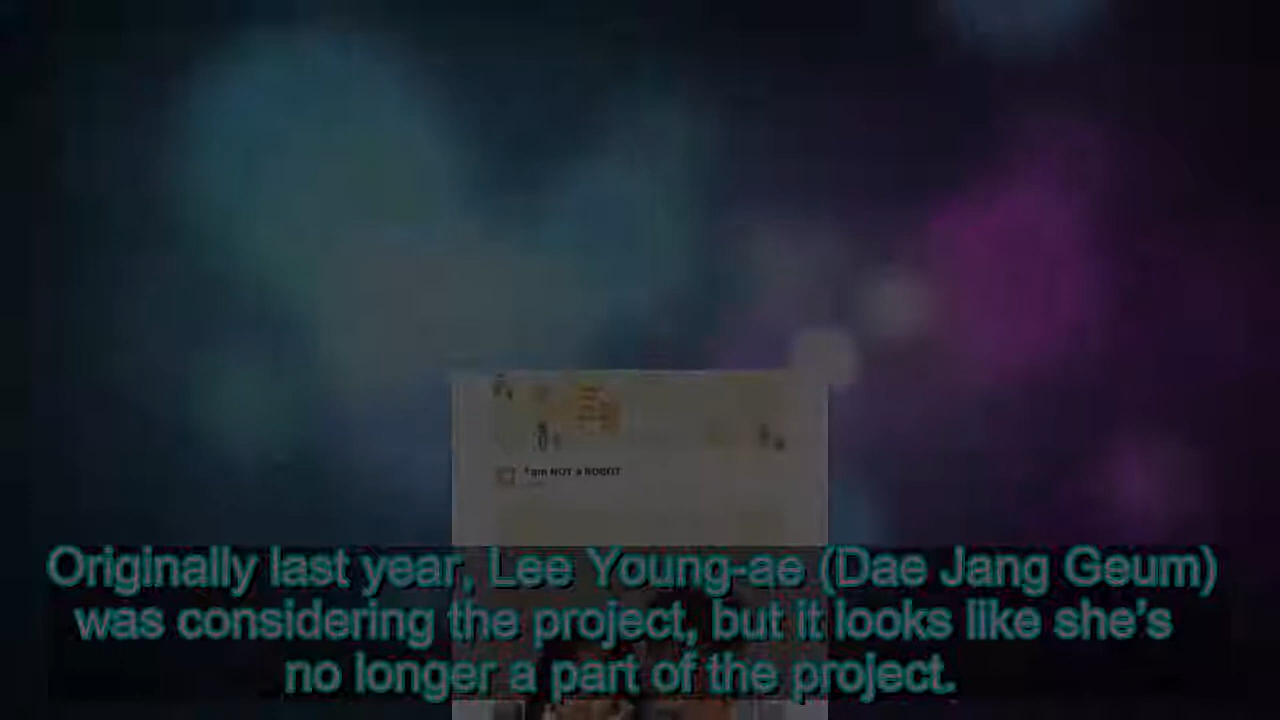 I am NOT a ROBOT
Originally last year, Lee Young-ae (Dae Jang Geum)
was considering the project, but it looks like she's
no longer a part of the project.